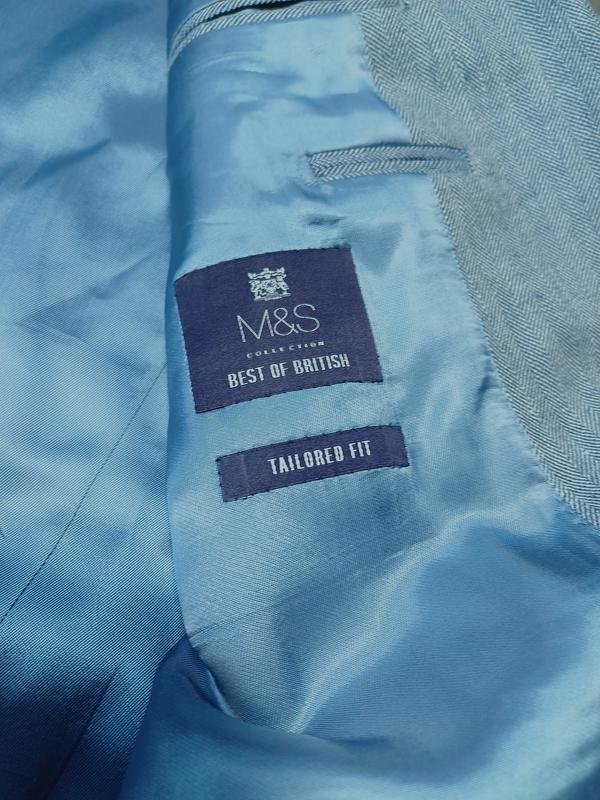 M&S
COLLECTION
BEST OF BRITISH
TAILORED FIT